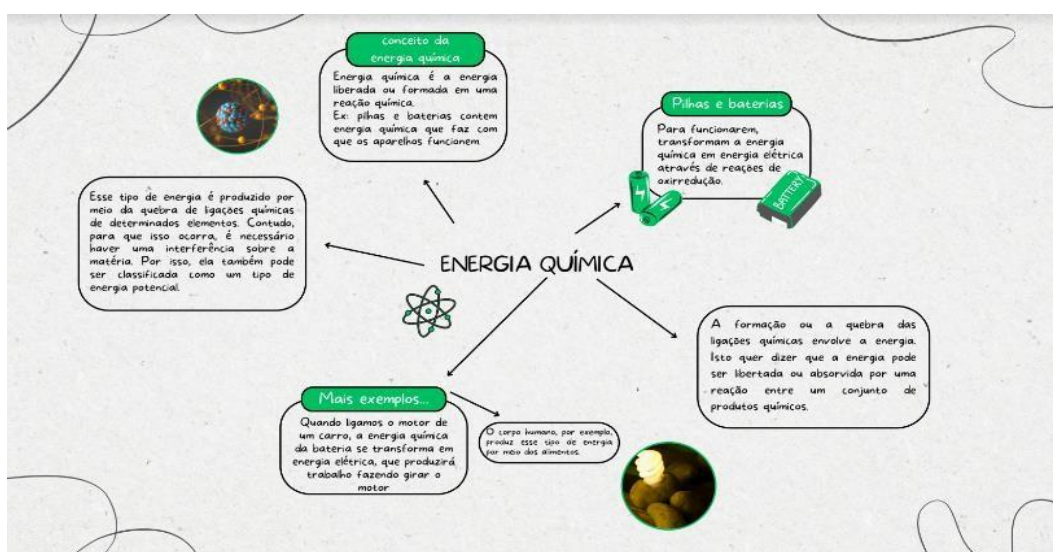 conceito da
energia química
Energia química é a energia
liberada ou formada em uma
reação química.
Ex: pilhas e baterias contem
energia química que faz com
que os aparelhos funcionem
Pilhas e baterias
Para funcionarem,
transformam a energia
química em energia elétrica
através de reações de
oxirredução.
BATTERY
Esse tipo de energia é produzido por
meio da quebra de ligações químicas
de determinados elementos. Contudo,
para que isso ocorra, é necessário
haver uma interferência sobre a
matéria. Por isso, ela também pode
ser classificada como um tipo de
energia potencial.
ENERGIA QUÍMICA
A formação ou a quebra das
ligações químicas envolve a energia.
Isto quer dizer que a energia pode
ser libertada ou absorvida por uma
reação entre um conjunto de
produtos químicos.
Mais exemplos...
Quando ligamos o motor de
um carro, a energia química
da bateria se transforma em
energia elétrica, que produzirá
trabalho fazendo girar o
motor
O corpo humano, por exemplo,
produz esse tipo de energia
por meio dos alimentos.